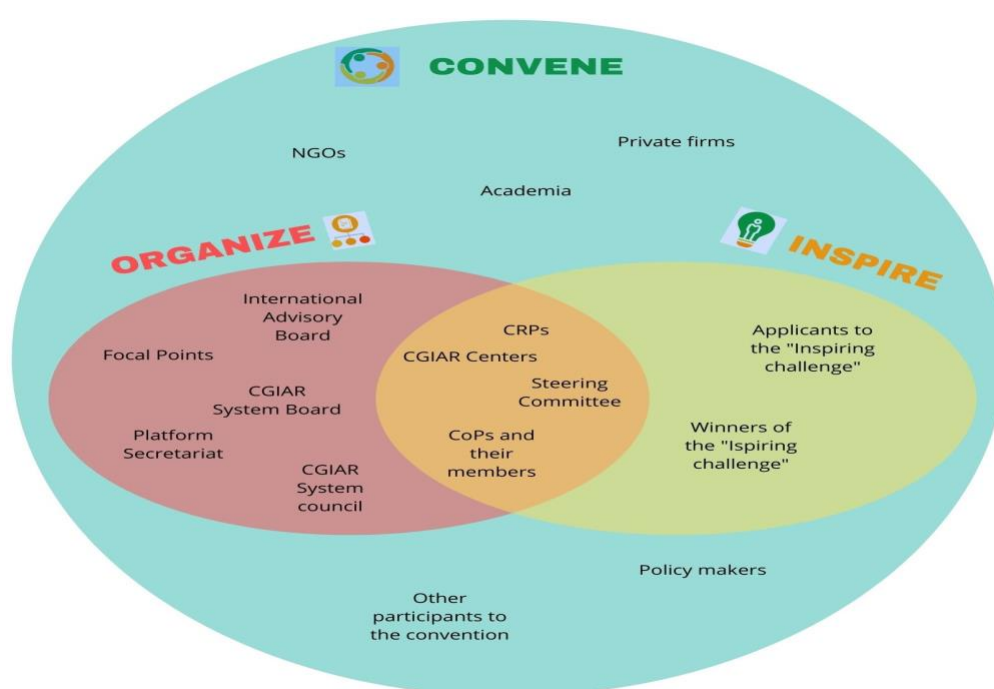 CONVENE
NGOs
Private firms
Academia
ORGANIZE
INSPIRE
International
Advisory
Board
Focal Points
CGIAR
System Board
Platform
Secretariat
CGIAR
System
council
CRPs
CGIAR Centers
Steering
Committee
CoPs and
their
members
Applicants to
the "Inspiring
challenge"
Winners of
the "Ispiring
challenge"
Policy makers
Other
participants to
the convention